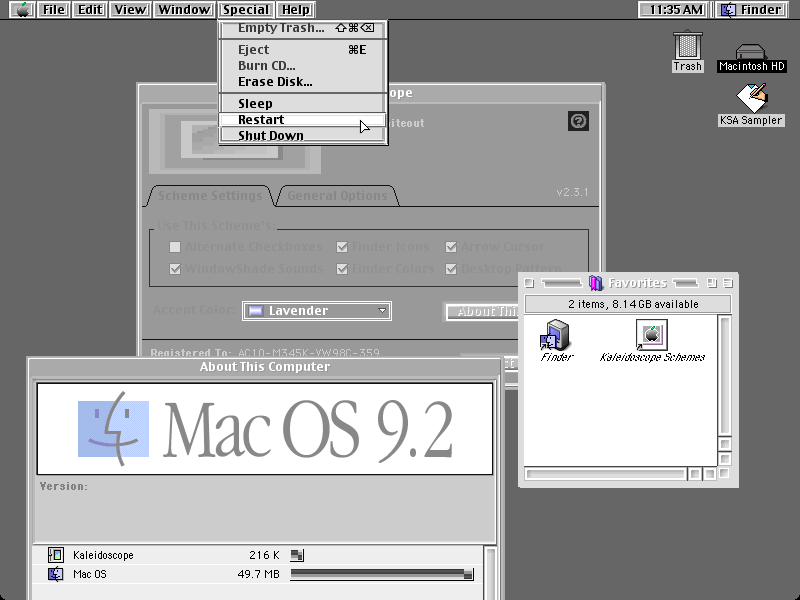 File Edit View Window Special Help 11:35 AM Finder
Empty Trash... ⇧⌘⌫
Eject ⌘E
Burn CD...
Erase Disk...
Sleep
Restart
Shut Down
Trash
Macintosh HD
KSA Sampler
ope
iteout
Scheme Settings General Options v2.3.1
Use This Scheme's:
Alternate Checkboxes Finder Icons Arrow Cursor
WindowShade Sounds Finder Colors Desktop Pattern
Accent Color: Lavender About Thi
Registered To: AC10-M345K-YW98C-359
Favorites
2 items, 8.14 GB available
Finder
Kaleidoscope Schemes
About This Computer
Mac OS 9.2
Version:
Kaleidoscope 216 K
Mac OS 49.7 MB